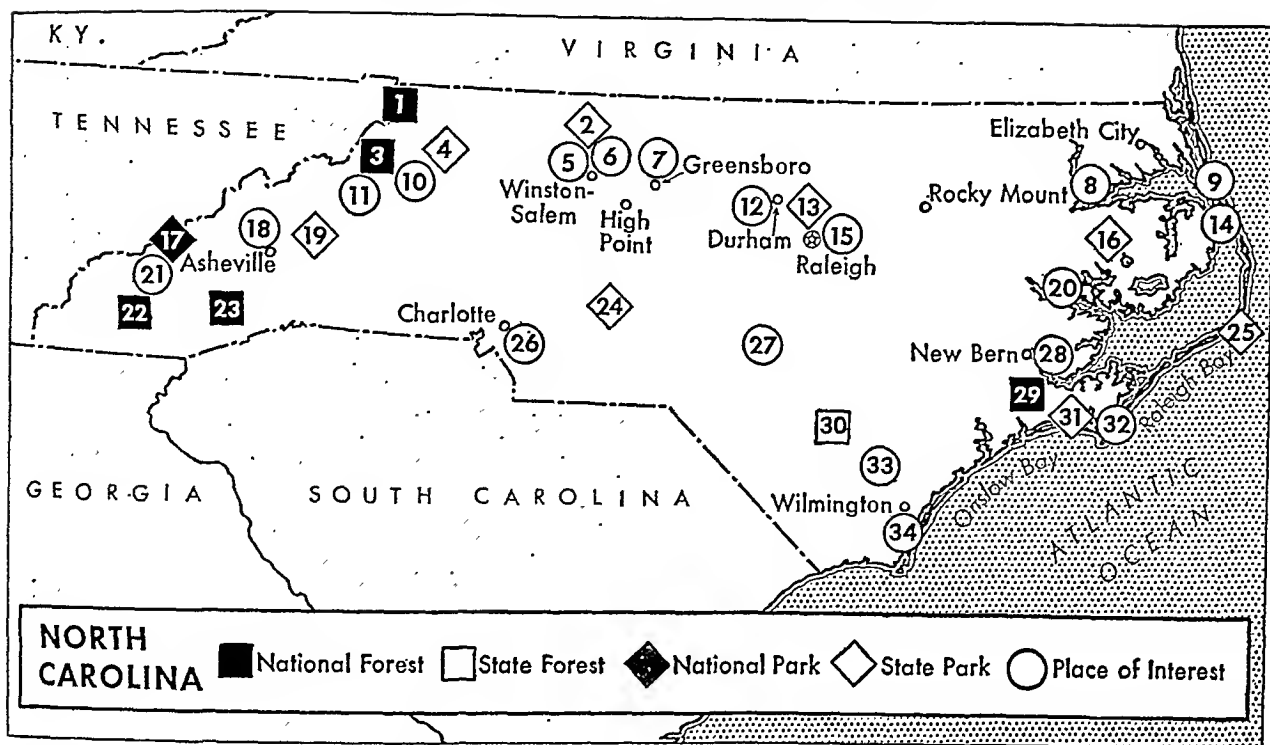 KY.
VIRGINIA
TENNESSEE
1
2
3
4
5
6
7
Greensboro
Winston-
Salem
High
Point
Elizabeth City
8
9
10
11
12
13
Durham
Rocky Mount
14
15
Raleigh
16
17
18
19
Asheville
20
21
22
23
24
Charlotte
25
26
27
New Bern
28
29
30
31
32
Raleigh Bay
33
Onslow Bay
Wilmington
34
GEORGIA
SOUTH CAROLINA
ATLANTIC
OCEAN
NORTH
CAROLINA
National Forest
State Forest
National Park
State Park
Place of Interest